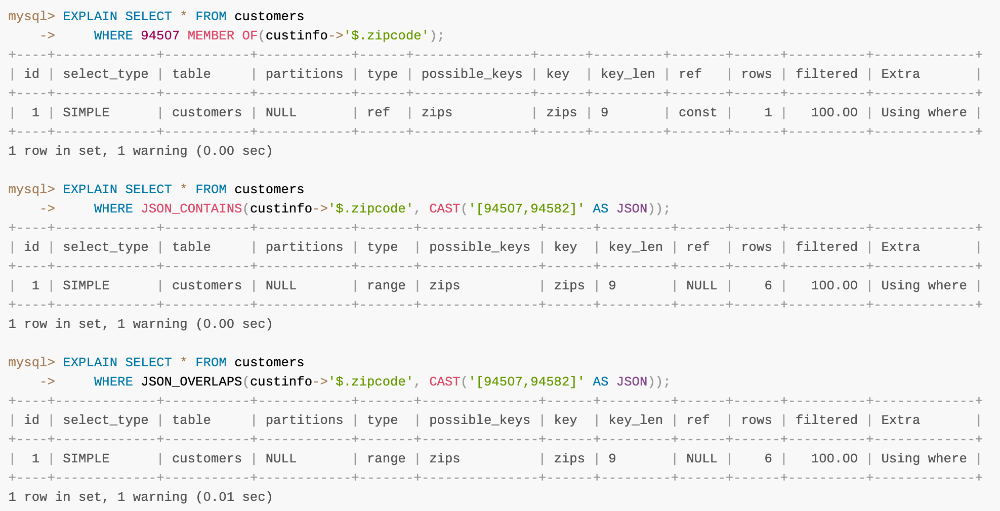 mysql> EXPLAIN SELECT * FROM customers
    ->     WHERE 94507 MEMBER OF(custinfo->'$.zipcode');
+----+-------------+-----------+------------+------+---------------+------+---------+-------+------+----------+-------------+
| id | select_type | table     | partitions | type | possible_keys | key  | key_len | ref   | rows | filtered | Extra       |
+----+-------------+-----------+------------+------+---------------+------+---------+-------+------+----------+-------------+
|  1 | SIMPLE      | customers | NULL       | ref  | zips          | zips | 9       | const |    1 |   100.00 | Using where |
+----+-------------+-----------+------------+------+---------------+------+---------+-------+------+----------+-------------+
1 row in set, 1 warning (0.00 sec)

mysql> EXPLAIN SELECT * FROM customers
    ->     WHERE JSON_CONTAINS(custinfo->'$.zipcode', CAST('[94507,94582]' AS JSON));
+----+-------------+-----------+------------+-------+---------------+------+---------+------+------+----------+-------------+
| id | select_type | table     | partitions | type  | possible_keys | key  | key_len | ref  | rows | filtered | Extra       |
+----+-------------+-----------+------------+-------+---------------+------+---------+------+------+----------+-------------+
|  1 | SIMPLE      | customers | NULL       | range | zips          | zips | 9       | NULL |    6 |   100.00 | Using where |
+----+-------------+-----------+------------+-------+---------------+------+---------+------+------+----------+-------------+
1 row in set, 1 warning (0.00 sec)

mysql> EXPLAIN SELECT * FROM customers
    ->     WHERE JSON_OVERLAPS(custinfo->'$.zipcode', CAST('[94507,94582]' AS JSON));
+----+-------------+-----------+------------+-------+---------------+------+---------+------+------+----------+-------------+
| id | select_type | table     | partitions | type  | possible_keys | key  | key_len | ref  | rows | filtered | Extra       |
+----+-------------+-----------+------------+-------+---------------+------+---------+------+------+----------+-------------+
|  1 | SIMPLE      | customers | NULL       | range | zips          | zips | 9       | NULL |    6 |   100.00 | Using where |
+----+-------------+-----------+------------+-------+---------------+------+---------+------+------+----------+-------------+
1 row in set, 1 warning (0.01 sec)